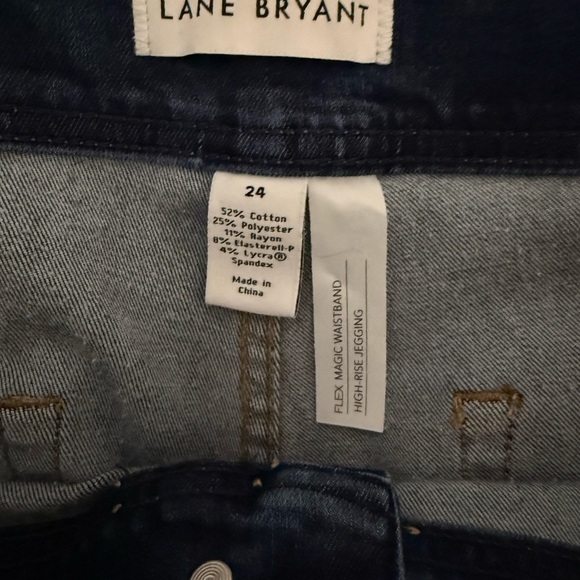 LANE BRYANT
24
52% Cotton
25% Polyester
11% Rayon
8% Elasterell-P
4% Lycra®
Spandex
Made in
China
FLEX MAGIC WAISTBAND
HIGH-RISE JEGGING